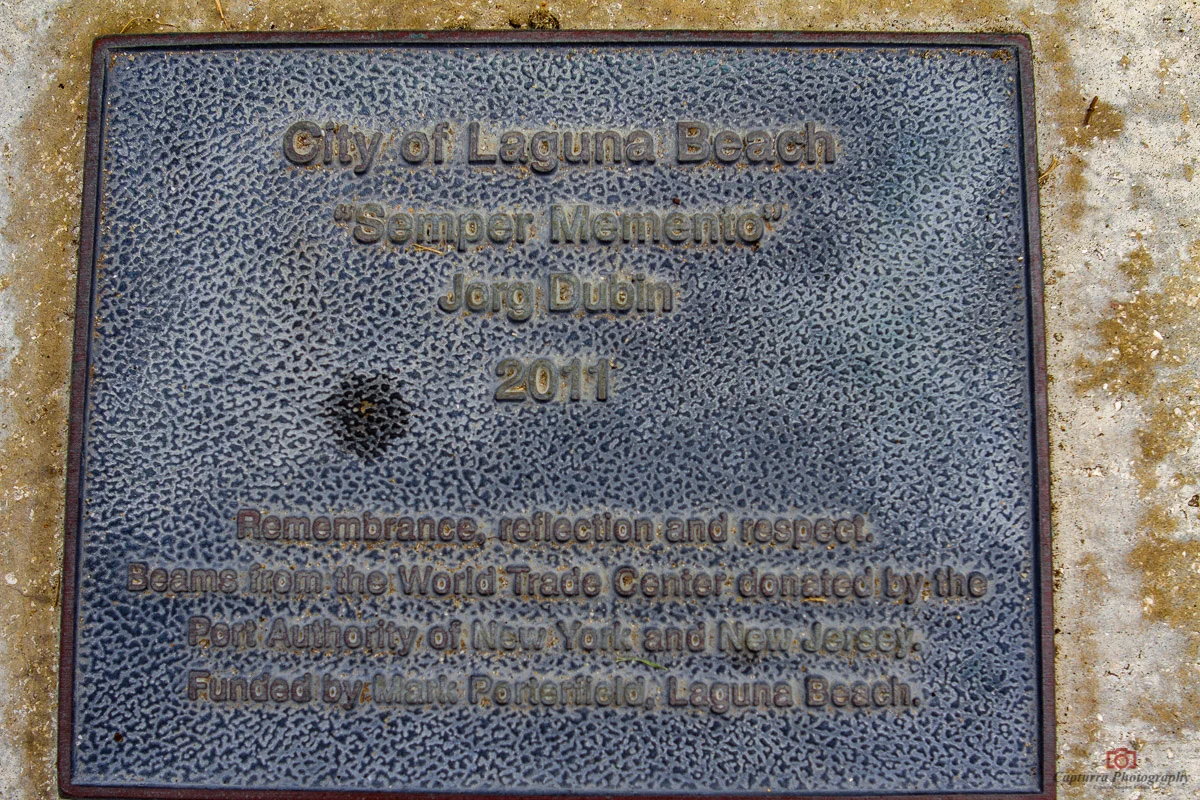 City of Laguna Beach
"Semper Memento"
Jorg Dubin
2011
Remembrance, reflection and respect.
Beams from the World Trade Center donated by the
Port Authority of New York and New Jersey.
Funded by Mark Porterfield, Laguna Beach.
Capturra Photography